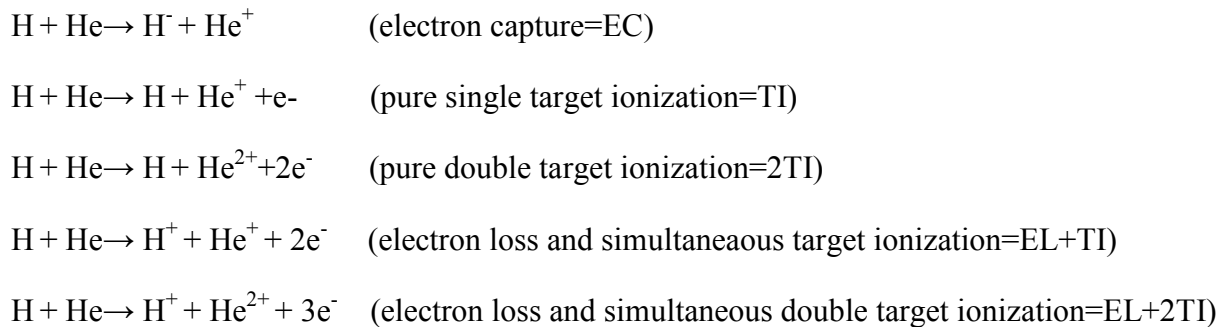 H + He→ H⁻ + He⁺ (electron capture=EC)
H + He→ H + He⁺ +e- (pure single target ionization=TI)
H + He→ H + He²⁺+2e⁻ (pure double target ionization=2TI)
H + He→ H⁺ + He⁺ + 2e⁻ (electron loss and simultaneaous target ionization=EL+TI)
H + He→ H⁺ + He²⁺ + 3e⁻ (electron loss and simultaneous double target ionization=EL+2TI)